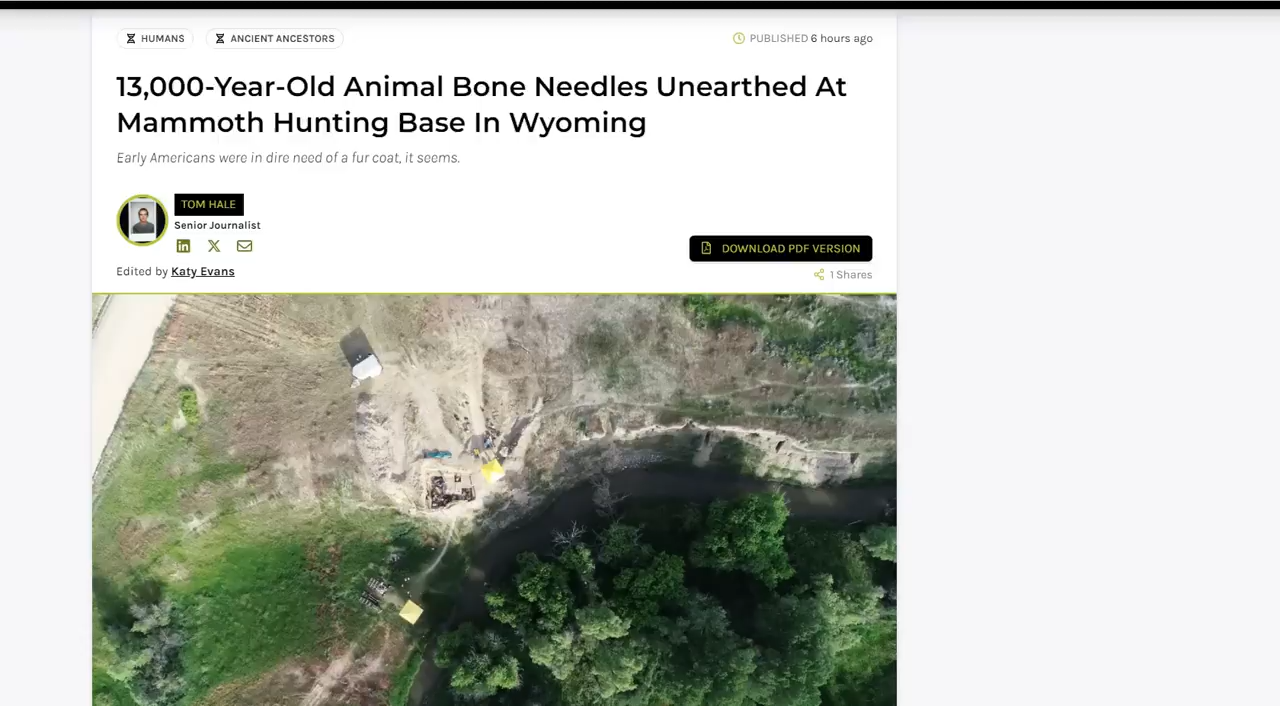 HUMANS
ANCIENT ANCESTORS
PUBLISHED 6 hours ago
13,000-Year-Old Animal Bone Needles Unearthed At
Mammoth Hunting Base In Wyoming
Early Americans were in dire need of a fur coat, it seems.
TOM HALE
Senior Journalist
DOWNLOAD PDF VERSION
Edited by Katy Evans
1 Shares